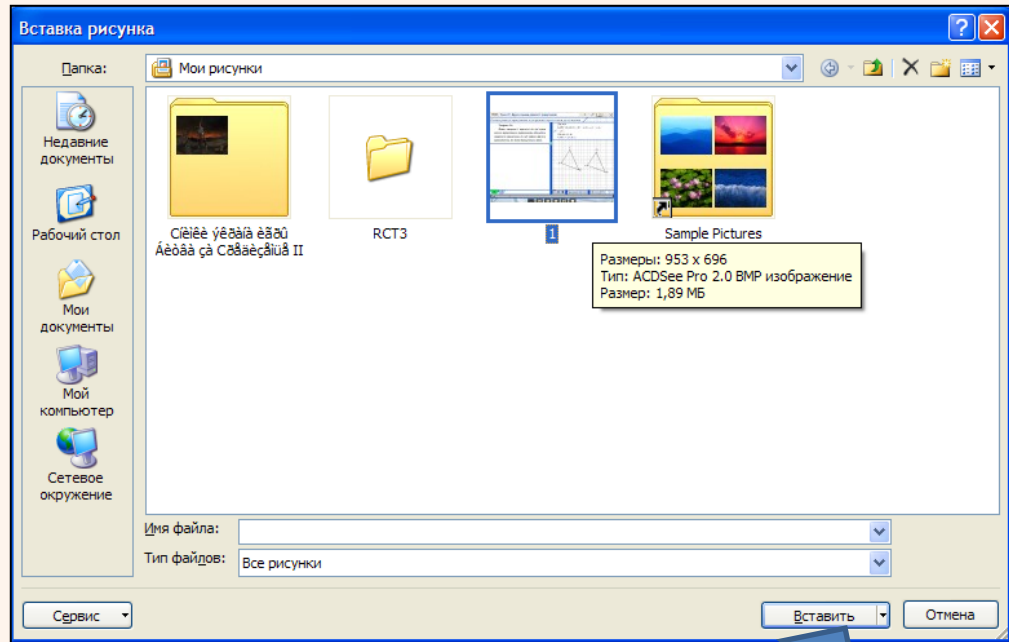 Вставка рисунка
Папка:
Мои рисунки
Недавние
документы
Рабочий стол
Мои
документы
Мой
компьютер
Сетевое
окружение
Сíèìêè ýêðàíà èãðû
Áèòâà çà Сðåäèçåìüå II
RCT3
1
Sample Pictures
Размеры: 953 x 696
Тип: ACDSee Pro 2.0 BMP изображение
Размер: 1,89 МБ
Имя файла:
Тип файлов:
Все рисунки
Сервис
Вставить
Отмена